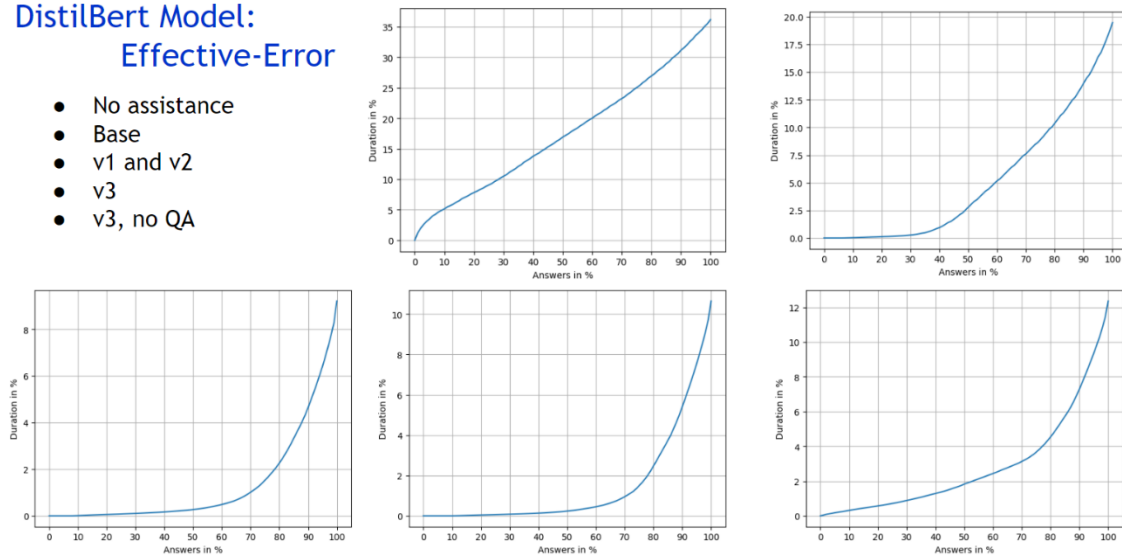 DistilBert Model:
Effective-Error
● No assistance
● Base
● v1 and v2
● v3
● v3, no QA
35
30
25
20
15
10
5
0
Duration in %
0 10 20 30 40 50 60 70 80 90 100
Answers in %
20.0
17.5
15.0
12.5
10.0
7.5
5.0
2.5
0.0
Duration in %
0 10 20 30 40 50 60 70 80 90 100
Answers in %
8
6
4
2
0
Duration in %
0 10 20 30 40 50 60 70 80 90 100
Answers in %
10
8
6
4
2
0
Duration in %
0 10 20 30 40 50 60 70 80 90 100
Answers in %
12
10
8
6
4
2
0
Duration in %
0 10 20 30 40 50 60 70 80 90 100
Answers in %